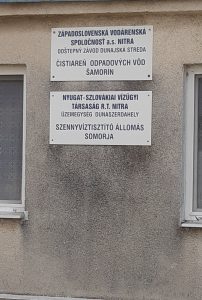 ZÁPADOSLOVENSKÁ VODÁRENSKÁ
SPOLOČNOSŤ a.s. NITRA
ODŠTEPNÝ ZÁVOD DUNAJSKÁ STREDA
ČISTIAREŇ ODPADOVÝCH VÔD
ŠAMORIN
NYUGAT-SZLOVÁKIAI VÍZÜGYI
TÁRSASÁG R.T. NITRA
ÜZEMEGYSÉG DUNASZERDAHELY
SZENNYVÍZTISZTÍTÓ ÁLLOMÁS
SOMORJA